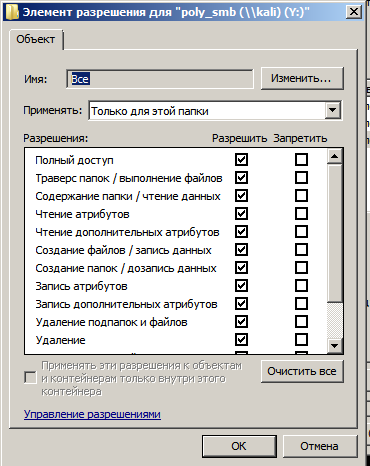 Элемент разрешения для "poly_smb (\\kali) (Y:)"
Объект
Имя: Все Изменить...
Применять: Только для этой папки
Разрешения: Разрешить Запретить
Полный доступ
Траверс папок / выполнение файлов
Содержание папки / чтение данных
Чтение атрибутов
Чтение дополнительных атрибутов
Создание файлов / запись данных
Создание папок / дозапись данных
Запись атрибутов
Запись дополнительных атрибутов
Удаление подпапок и файлов
Удаление
Применять эти разрешения к объектам
и контейнерам только внутри этого
контейнера
Очистить все
Управление разрешениями
ОК Отмена